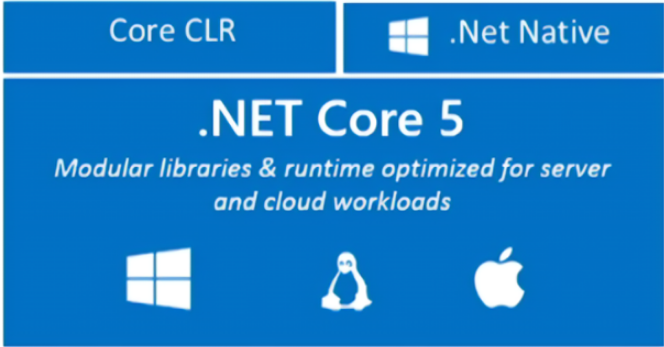 Core CLR
.Net Native
.NET Core 5
Modular libraries & runtime optimized for server
and cloud workloads